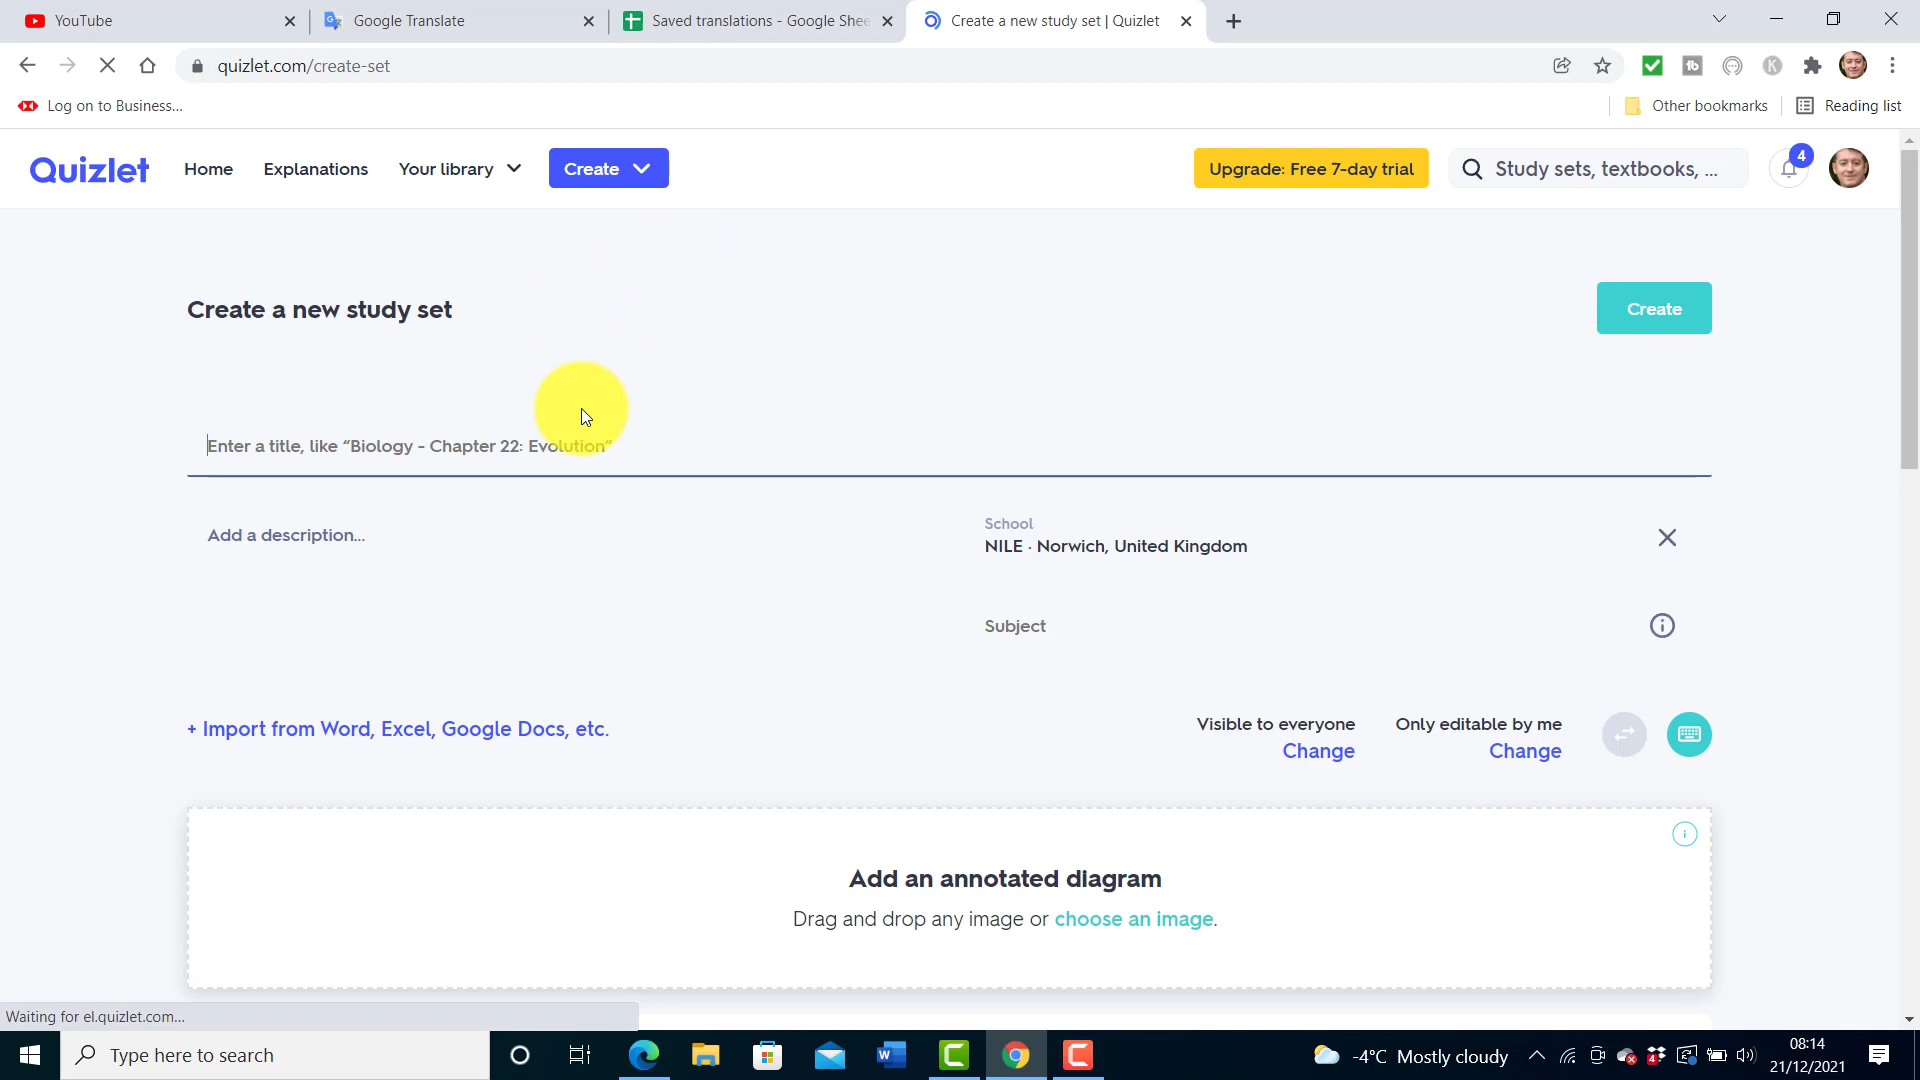 YouTube
Google Translate
Saved translations - Google Shee
Create a new study set | Quizlet
quizlet.com/create-set
Log on to Business...
Other bookmarks
Reading list
Quizlet
Home
Explanations
Your library
Create
Upgrade: Free 7-day trial
Study sets, textbooks, ...
4
Create a new study set
Create
Enter a title, like “Biology - Chapter 22: Evolution”
Add a description...
School
NILE · Norwich, United Kingdom
Subject
+ Import from Word, Excel, Google Docs, etc.
Visible to everyone
Change
Only editable by me
Change
Add an annotated diagram
Drag and drop any image or choose an image.
Waiting for el.quizlet.com...
Type here to search
-4°C Mostly cloudy
08:14
21/12/2021